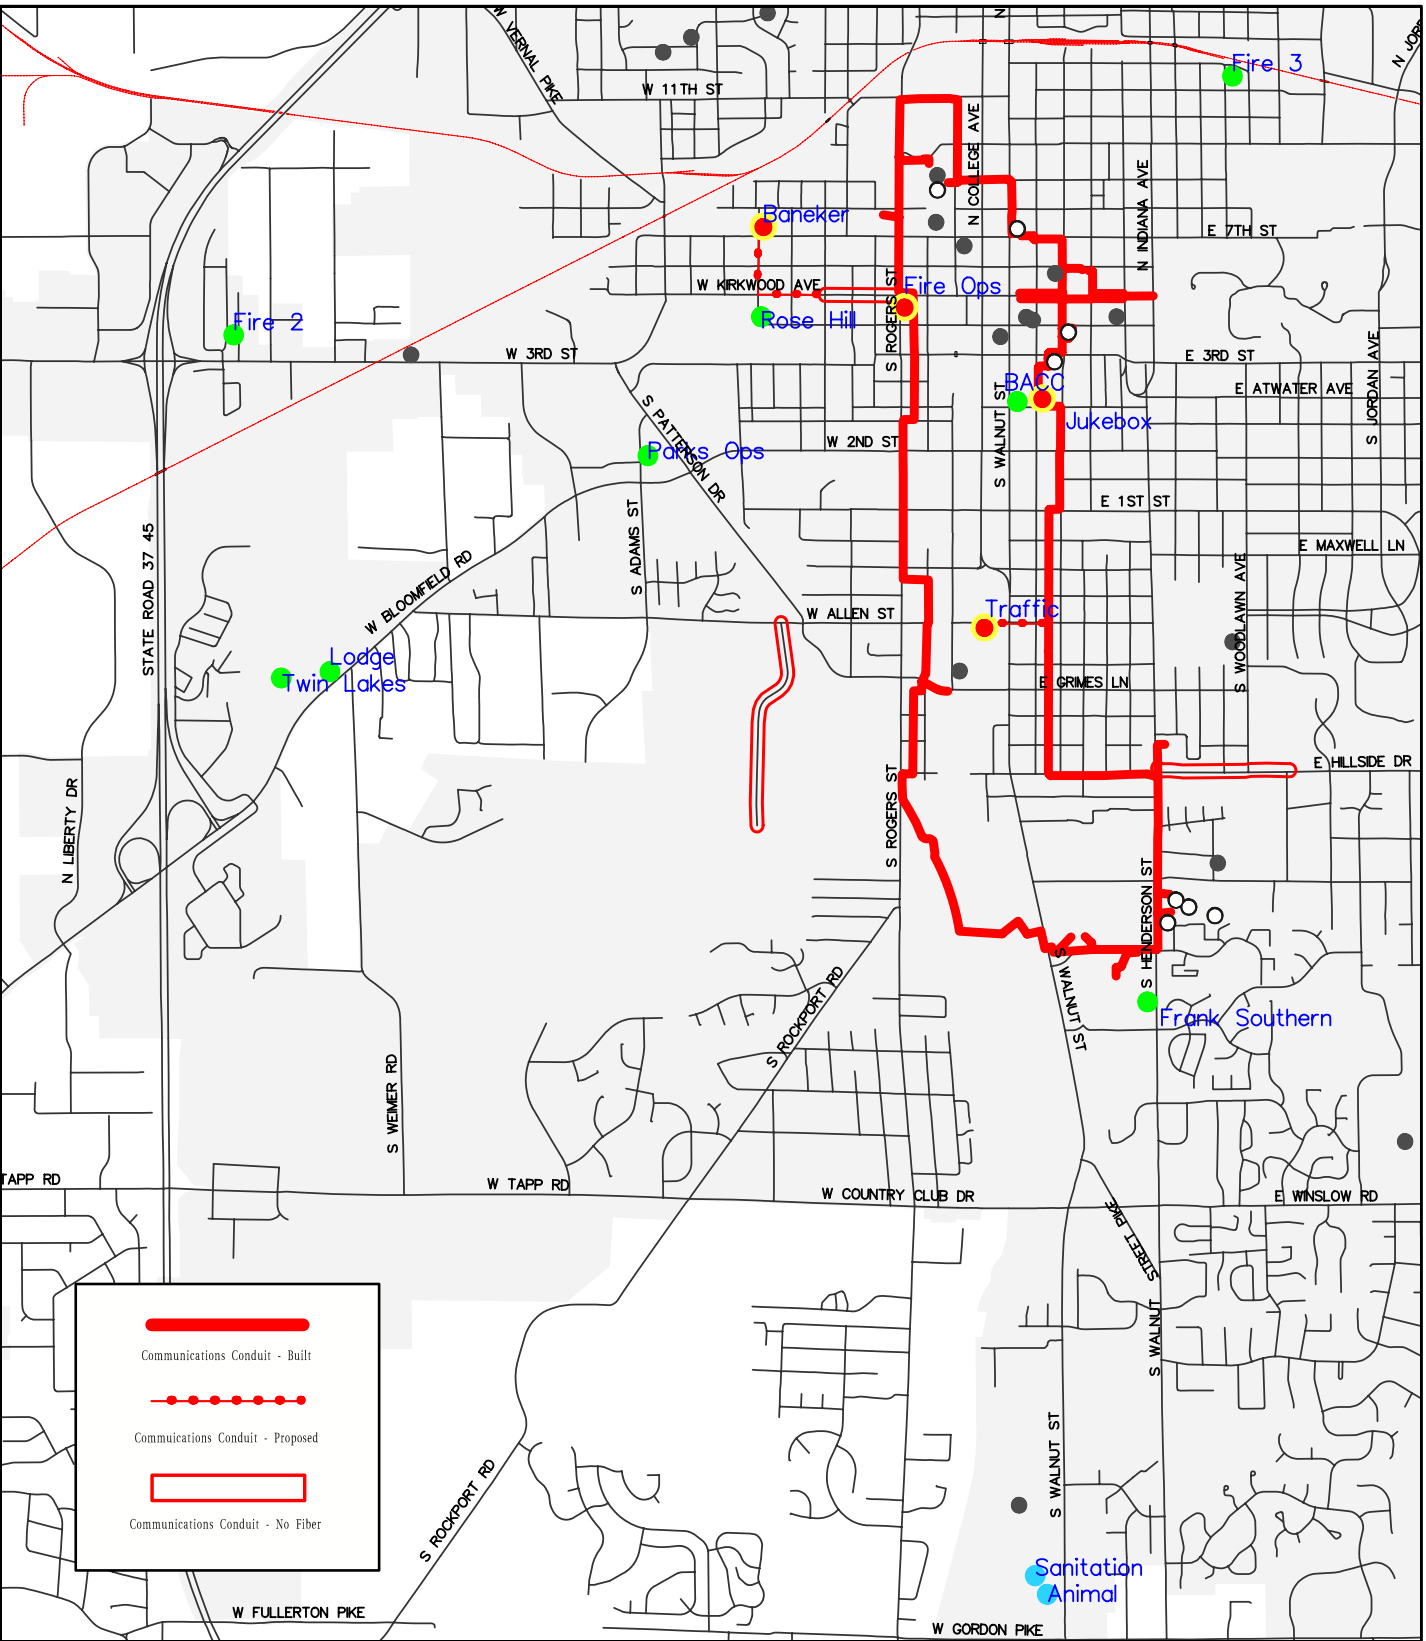 N
N JOR
W VERNAL PIKE
Fire 3
W 11TH ST
N COLLEGE AVE
N INDIANA AVE
Baneker
E 7TH ST
W KIRKWOOD AVE
Fire Ops
S ROGERS ST
Fire 2
Rose Hill
W 3RD ST
E 3RD ST
S JORDAN AVE
BACC
E ATWATER AVE
S PATTERSON DR
Jukebox
S WALNUT ST
W 2ND ST
Parks Ops
E 1ST ST
STATE ROAD 37 45
S ADAMS ST
E MAXWELL LN
W BLOOMFIELD RD
S WOODLAWN AVE
Traffic
W ALLEN ST
Lodge
Twin Lakes
E GRIMES LN
E HILLSIDE DR
N LIBERTY DR
S ROGERS ST
S HENDERSON ST
S WALNUT ST
S ROCKPORT RD
Frank Southern
S WEIMER RD
TAPP RD
W TAPP RD
W COUNTRY CLUB DR
E WINSLOW RD
S WALNUT STREET PIKE
Communications Conduit - Built
Commuications Conduit - Proposed
Communications Conduit - No Fiber
S WALNUT ST
S ROCKPORT RD
Sanitation
Animal
W FULLERTON PIKE
W GORDON PIKE